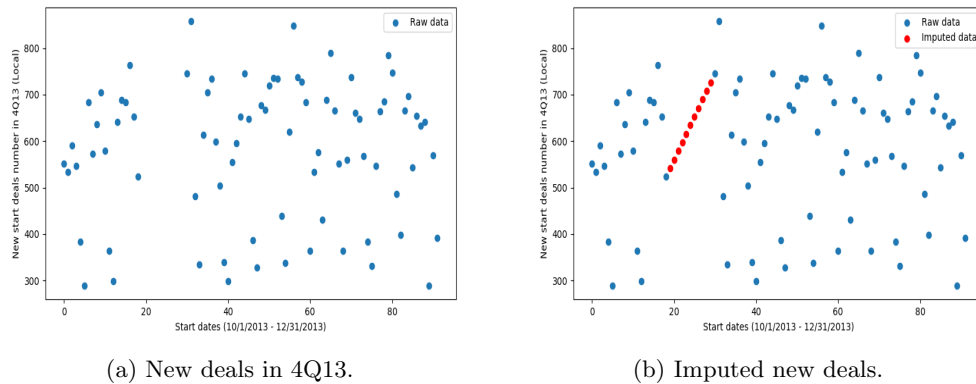 Raw data
800
700
600
500
400
300
New start deals number in 4Q13 (Local)
0
20
40
60
80
Start dates (10/1/2013 - 12/31/2013)
(a) New deals in 4Q13.
Raw data
Imputed data
800
700
600
500
400
300
New start deals number in 4Q13 (Local)
0
20
40
60
80
Start dates (10/1/2013 - 12/31/2013)
(b) Imputed new deals.